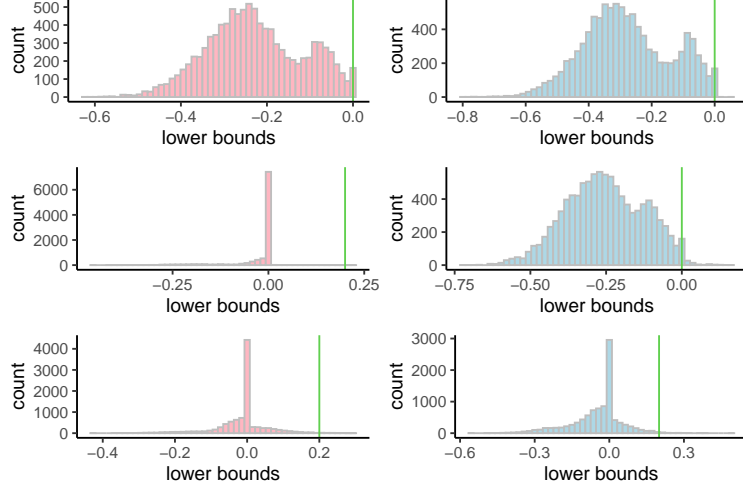 500
400
300
200
100
0
count
−0.6 −0.4 −0.2 0.0
lower bounds
400
200
0
count
−0.8 −0.6 −0.4 −0.2 0.0
lower bounds
6000
4000
2000
0
count
−0.25 0.00 0.25
lower bounds
400
200
0
count
−0.75 −0.50 −0.25 0.00
lower bounds
4000
3000
2000
1000
0
count
−0.4 −0.2 0.0 0.2
lower bounds
3000
2000
1000
0
count
−0.6 −0.3 0.0 0.3
lower bounds